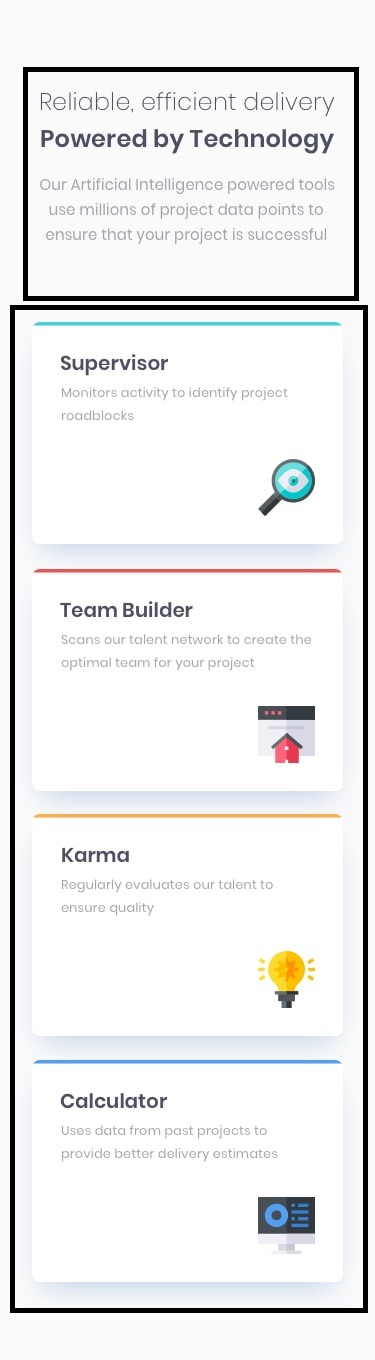 Reliable, efficient delivery
Powered by Technology
Our Artificial Intelligence powered tools
use millions of project data points to
ensure that your project is successful
Supervisor
Monitors activity to identify project
roadblocks
Team Builder
Scans our talent network to create the
optimal team for your project
Karma
Regularly evaluates our talent to
ensure quality
Calculator
Uses data from past projects to
provide better delivery estimates